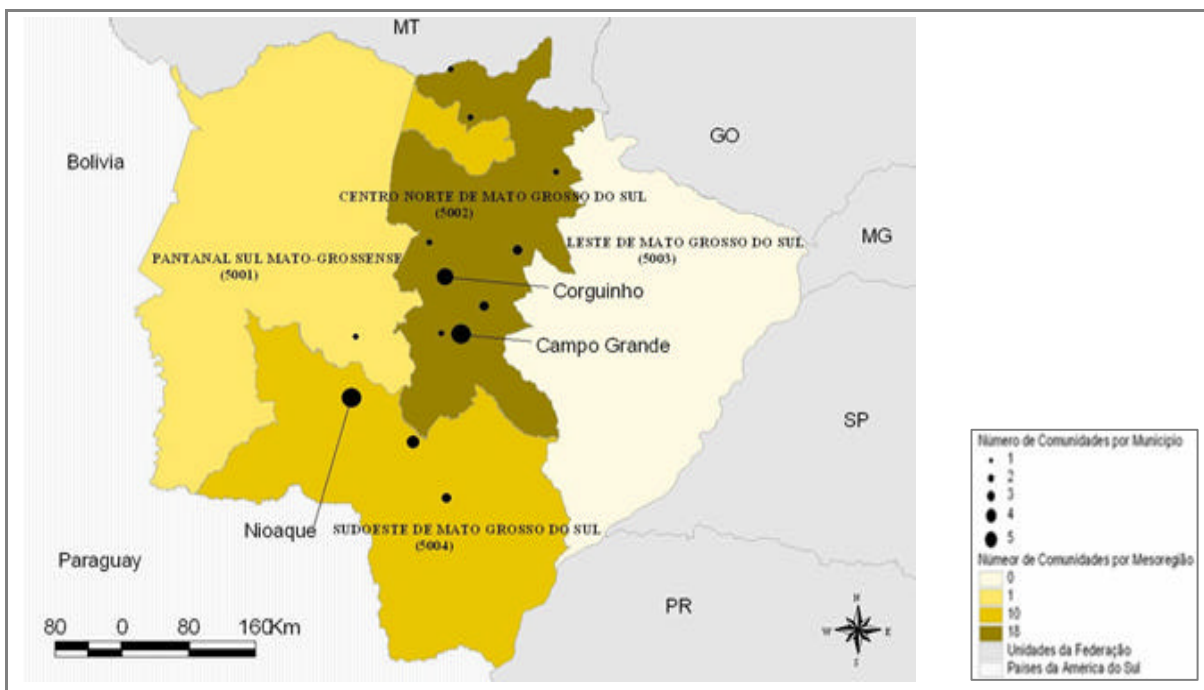 MT
GO
Bolivia
CENTRO NORTE DE MATO GROSSO DO SUL
(5002)
MG
LESTE DE MATO GROSSO DO SUL
(5003)
PANTANAL SUL MATO-GROSSENSE
(5001)
Corguinho
Campo Grande
SP
Nioaque
SUDOESTE DE MATO GROSSO DO SUL
(5004)
Paraguay
PR
80 0 80 160Km
N
W E
S
Número de Comunidades por Município
1
2
3
4
5
Númeor de Comunidades por Mesoregião
0
1
10
18
Unidades da Federação
Países da América do Sul